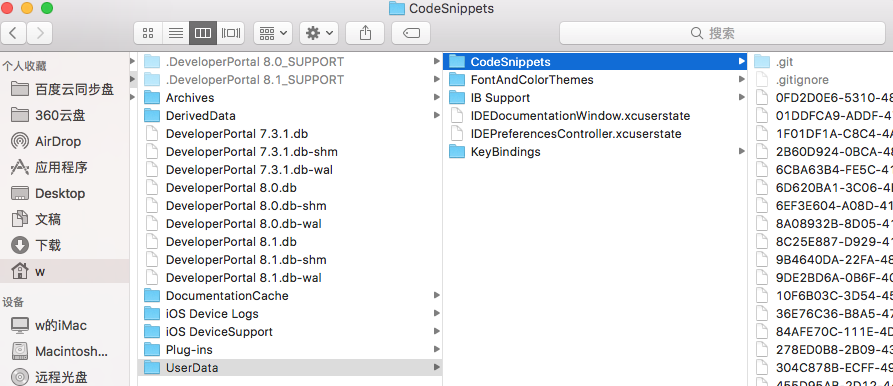 CodeSnippets
搜索
个人收藏
百度云同步盘
360云盘
AirDrop
应用程序
Desktop
文稿
下载
w
设备
w的iMac
Macintosh...
远程光盘
.DeveloperPortal 8.0_SUPPORT
.DeveloperPortal 8.1_SUPPORT
Archives
DerivedData
DeveloperPortal 7.3.1.db
DeveloperPortal 7.3.1.db-shm
DeveloperPortal 7.3.1.db-wal
DeveloperPortal 8.0.db
DeveloperPortal 8.0.db-shm
DeveloperPortal 8.0.db-wal
DeveloperPortal 8.1.db
DeveloperPortal 8.1.db-shm
DeveloperPortal 8.1.db-wal
DocumentationCache
iOS Device Logs
iOS DeviceSupport
Plug-ins
UserData
CodeSnippets
FontAndColorThemes
IB Support
IDEDocumentationWindow.xcuserstate
IDEPreferencesController.xcuserstate
KeyBindings
.git
.gitignore
0FD2D0E6-5310-48
01DDFCA9-ADDF-4
1F01DF1A-C8C4-4
2B60D924-0BCA-48
6CBA63B4-FE5C-41
6D620BA1-3C06-4
6EF3E604-A08D-41
8A08932B-8D05-41
8C25E887-D929-41
9B4640DA-22FA-48
9DE2BD6A-0B6F-40
10F6B03C-3D54-45
36E76C36-B8A5-47
84AFE70C-111E-4D
278ED0B8-2B09-43
304C878B-ECFF-49
455D95AB-2D12-4